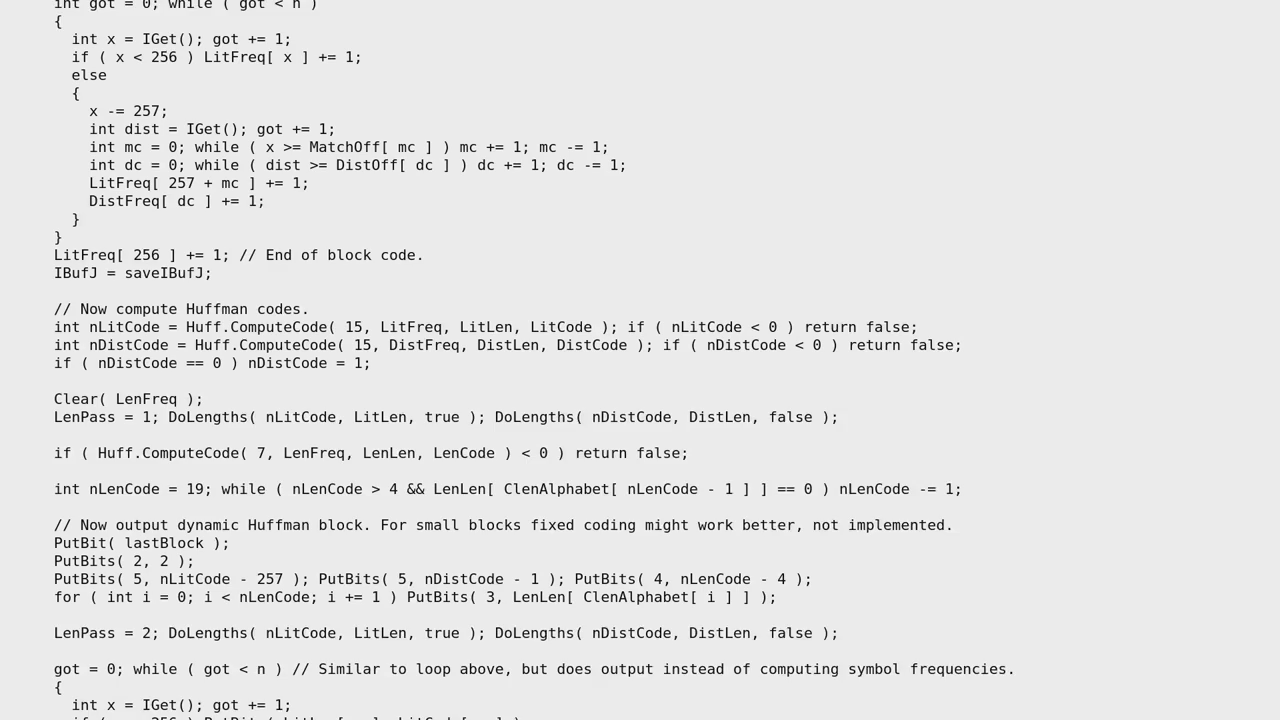 int got = 0; while ( got < n )
{
int x = IGet(); got += 1;
if ( x < 256 ) LitFreq[ x ] += 1;
else
{
x -= 257;
int dist = IGet(); got += 1;
int mc = 0; while ( x >= MatchOff[ mc ] ) mc += 1; mc -= 1;
int dc = 0; while ( dist >= DistOff[ dc ] ) dc += 1; dc -= 1;
LitFreq[ 257 + mc ] += 1;
DistFreq[ dc ] += 1;
}
}
LitFreq[ 256 ] += 1; // End of block code.
IBufJ = saveIBufJ;
// Now compute Huffman codes.
int nLitCode = Huff.ComputeCode( 15, LitFreq, LitLen, LitCode ); if ( nLitCode < 0 ) return false;
int nDistCode = Huff.ComputeCode( 15, DistFreq, DistLen, DistCode ); if ( nDistCode < 0 ) return false;
if ( nDistCode == 0 ) nDistCode = 1;
Clear( LenFreq );
LenPass = 1; DoLengths( nLitCode, LitLen, true ); DoLengths( nDistCode, DistLen, false );
if ( Huff.ComputeCode( 7, LenFreq, LenLen, LenCode ) < 0 ) return false;
int nLenCode = 19; while ( nLenCode > 4 && LenLen[ ClenAlphabet[ nLenCode - 1 ] ] == 0 ) nLenCode -= 1;
// Now output dynamic Huffman block. For small blocks fixed coding might work better, not implemented.
PutBit( lastBlock );
PutBits( 2, 2 );
PutBits( 5, nLitCode - 257 ); PutBits( 5, nDistCode - 1 ); PutBits( 4, nLenCode - 4 );
for ( int i = 0; i < nLenCode; i += 1 ) PutBits( 3, LenLen[ ClenAlphabet[ i ] ] );
LenPass = 2; DoLengths( nLitCode, LitLen, true ); DoLengths( nDistCode, DistLen, false );
got = 0; while ( got < n ) // Similar to loop above, but does output instead of computing symbol frequencies.
{
int x = IGet(); got += 1;